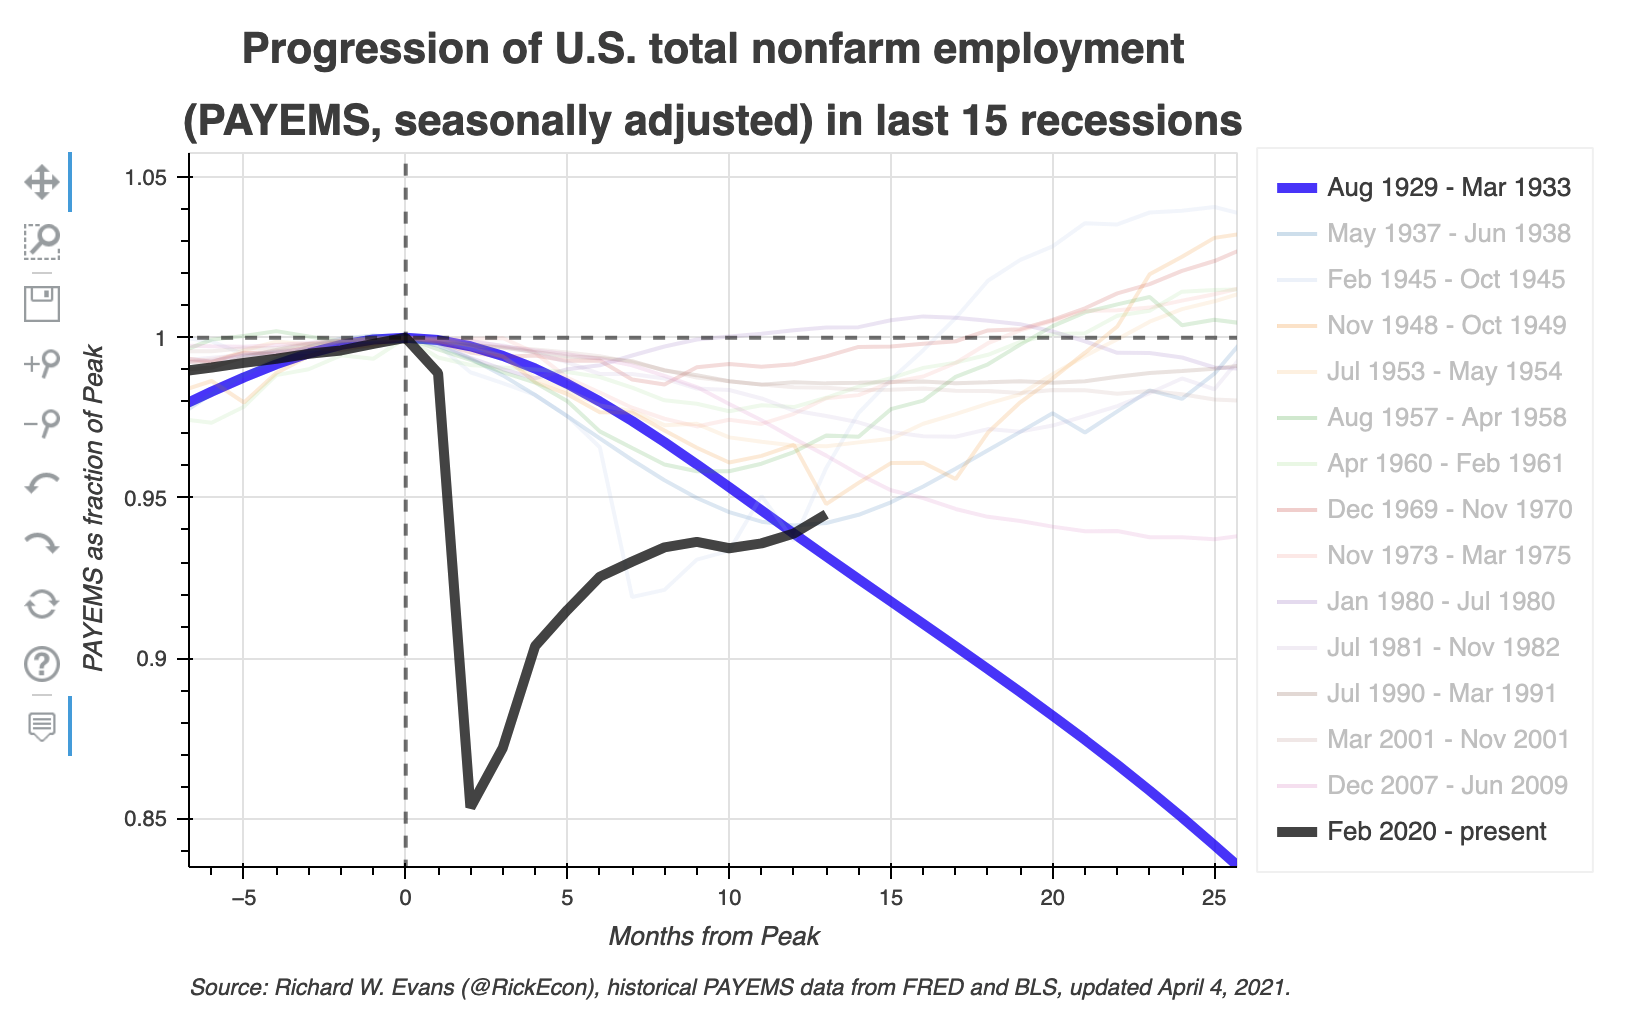 Progression of U.S. total nonfarm employment
(PAYEMS, seasonally adjusted) in last 15 recessions
1.05
1
0.95
0.9
0.85
PAYEMS as fraction of Peak
−5
0
5
10
15
20
25
Months from Peak
Aug 1929 - Mar 1933
May 1937 - Jun 1938
Feb 1945 - Oct 1945
Nov 1948 - Oct 1949
Jul 1953 - May 1954
Aug 1957 - Apr 1958
Apr 1960 - Feb 1961
Dec 1969 - Nov 1970
Nov 1973 - Mar 1975
Jan 1980 - Jul 1980
Jul 1981 - Nov 1982
Jul 1990 - Mar 1991
Mar 2001 - Nov 2001
Dec 2007 - Jun 2009
Feb 2020 - present
Source: Richard W. Evans (@RickEcon), historical PAYEMS data from FRED and BLS, updated April 4, 2021.